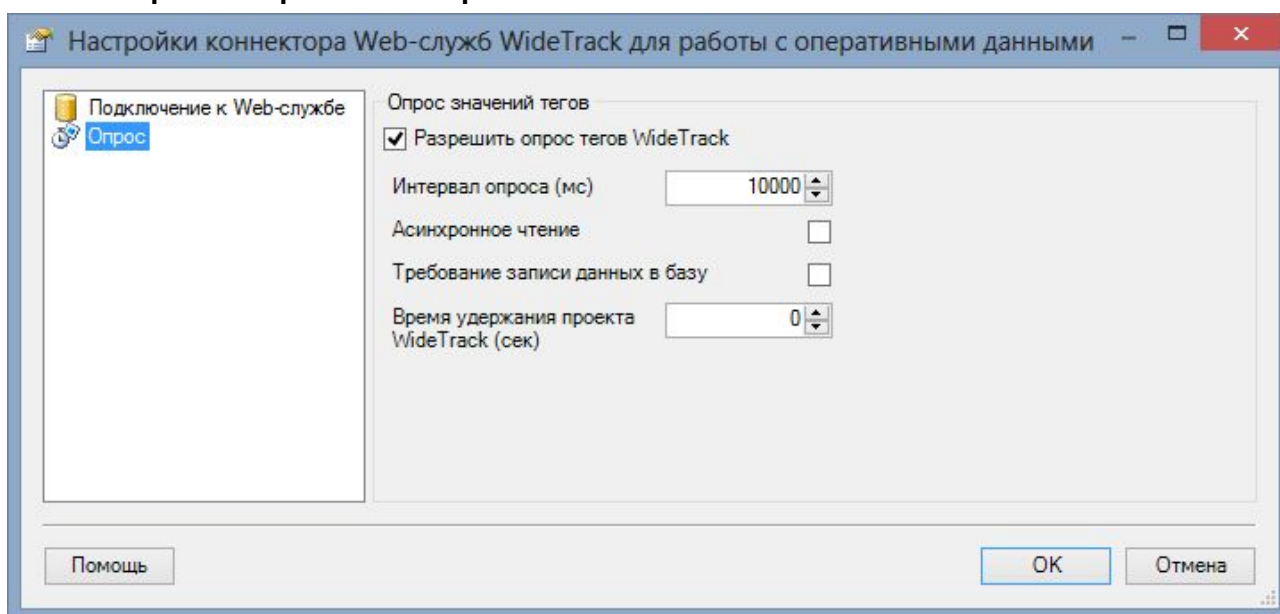 Настройки коннектора Web-служб WideTrack для работы с оперативными данными
Подключение к Web-службе
Опрос
Опрос значений тегов
Разрешить опрос тегов WideTrack
Интервал опроса (мс)
10000
Асинхронное чтение
Требование записи данных в базу
Время удержания проекта
WideTrack (сек)
0
Помощь
OK
Отмена